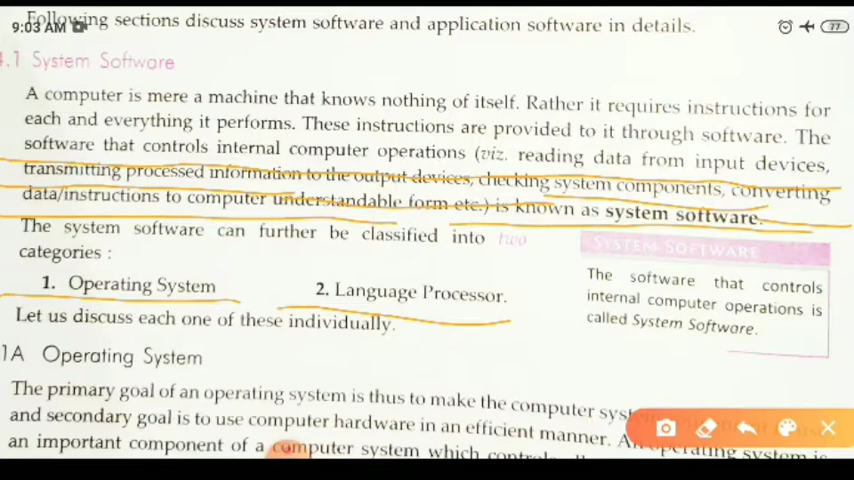 Following sections discuss system software and application software in details.
9:03 AM
77
4.1 System Software
A computer is mere a machine that knows nothing of itself. Rather it requires instructions for
each and everything it performs. These instructions are provided to it through software. The
software that controls internal computer operations (viz. reading data from input devices,
transmitting processed information to the output devices, checking system components, converting
data/instructions to computer understandable form etc.) is known as system software.
The system software can further be classified into two
categories :
1. Operating System
2. Language Processor.
Let us discuss each one of these individually.
SYSTEM SOFTWARE
The software that controls
internal computer operations is
called System Software.
1A Operating System
The primary goal of an operating system is thus to make the computer
and secondary goal is to use computer hardware in an efficient manner. An operating system is
an important component of a computer system which controls